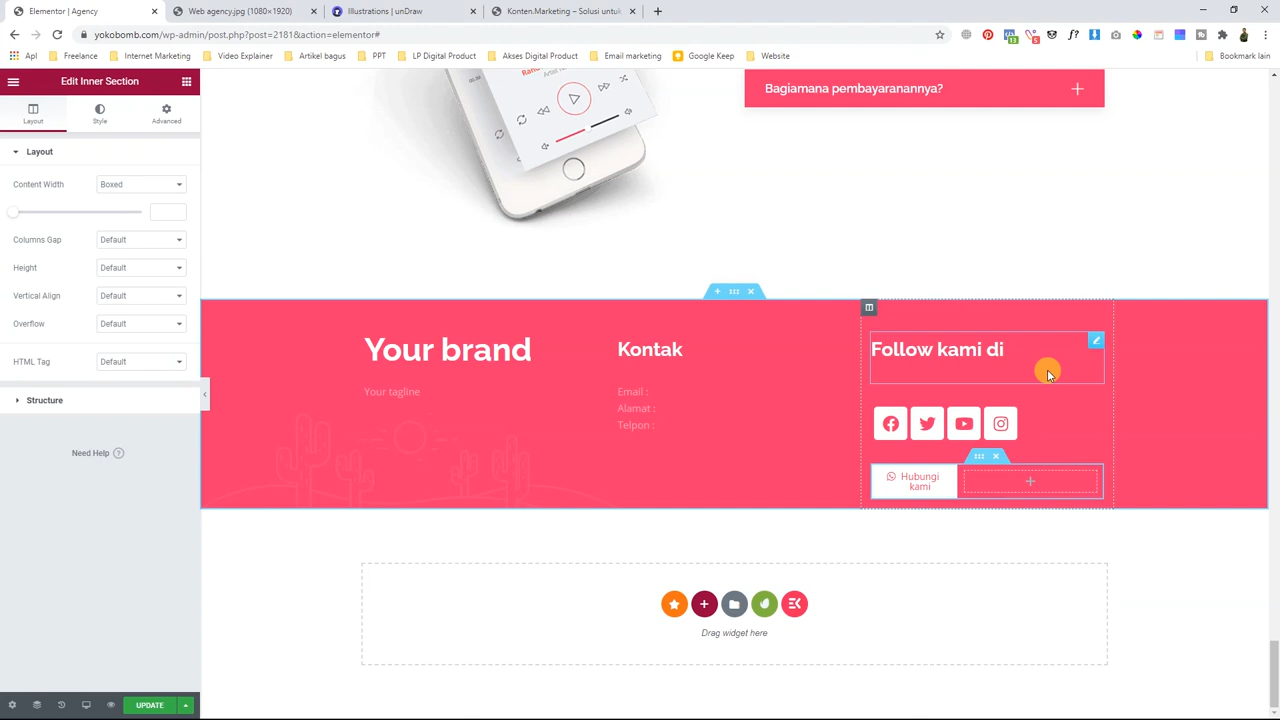 Elementor | Agency
Web agency.jpg (1080×1920)
Illustrations | unDraw
Konten.Marketing – Solusi untuk
yokobomb.com/wp-admin/post.php?post=2181&action=elementor#
13
5
f?
Apl
Freelance
Internet Marketing
Video Explainer
Artikel bagus
PPT
LP Digital Product
Akses Digital Product
Email marketing
Google Keep
Website
Bookmark lain
Edit Inner Section
Layout
Style
Advanced
Layout
Content Width
Boxed
Columns Gap
Default
Height
Default
Vertical Align
Default
Overflow
Default
HTML Tag
Default
Structure
Need Help
UPDATE
Bagiamana pembayaranannya?
Your brand
Your tagline
Kontak
Email :
Alamat :
Telpon :
Follow kami di
Hubungi
kami
Drag widget here